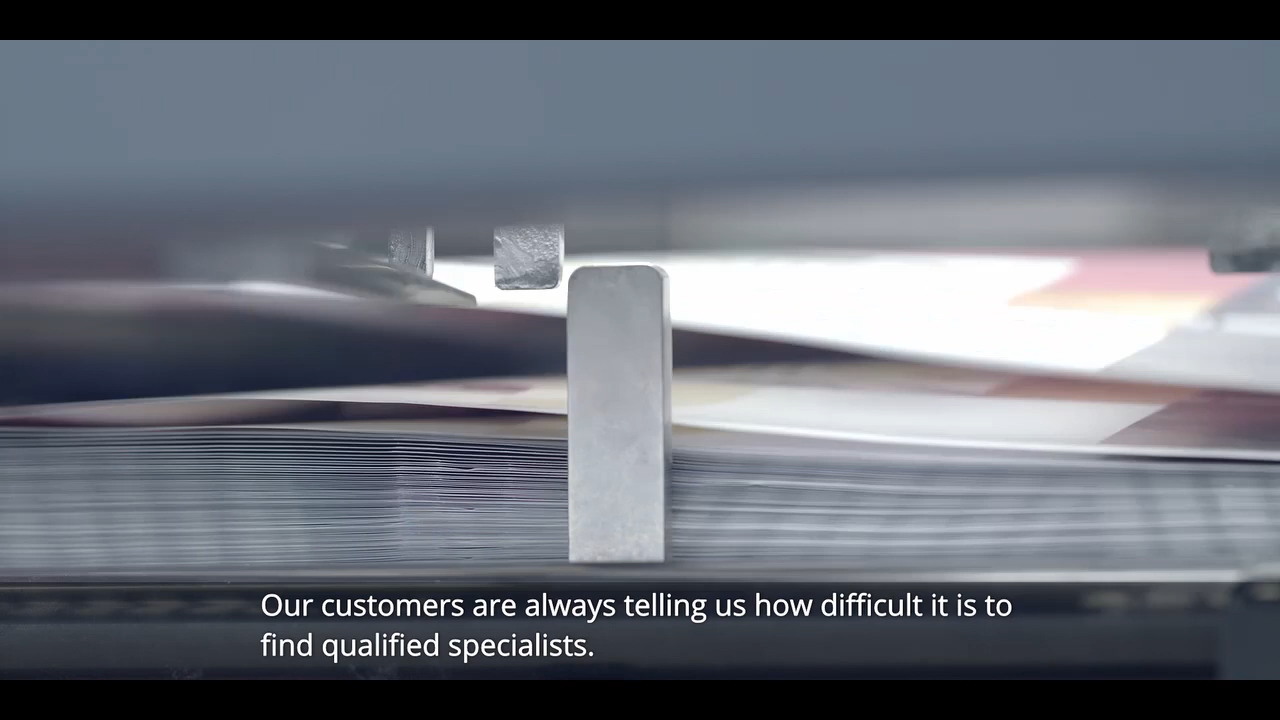 Our customers are always telling us how difficult it is to
find qualified specialists.